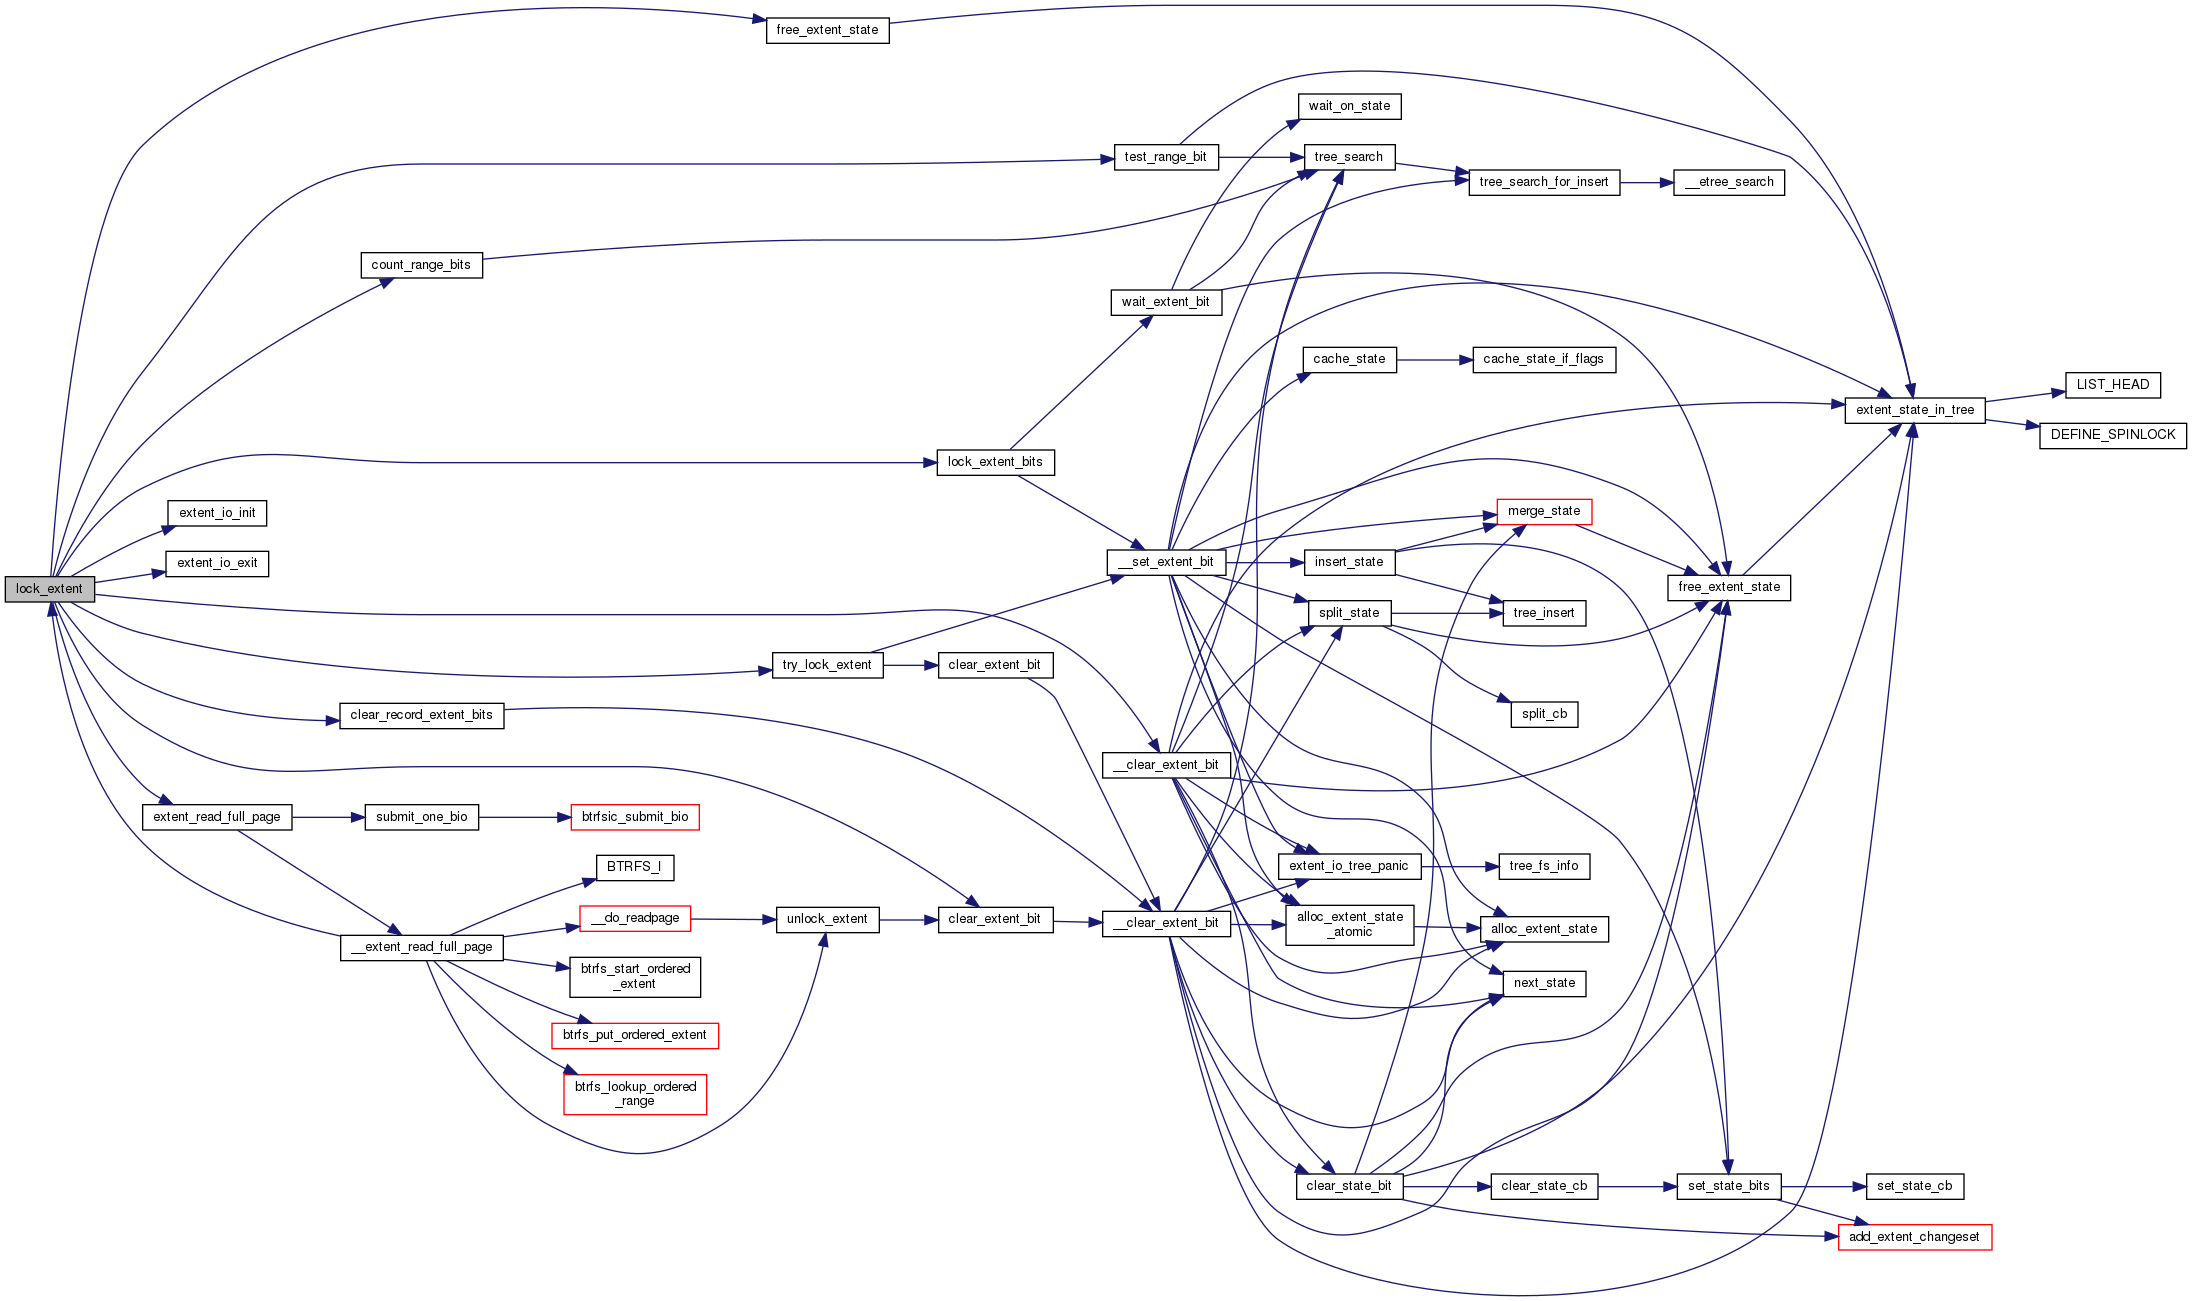 free_extent_state
wait_on_state
test_range_bit
tree_search
tree_search_for_insert
__etree_search
count_range_bits
wait_extent_bit
cache_state
cache_state_if_flags
LIST_HEAD
extent_state_in_tree
DEFINE_SPINLOCK
lock_extent_bits
extent_io_init
merge_state
extent_io_exit
__set_extent_bit
insert_state
lock_extent
free_extent_state
split_state
tree_insert
try_lock_extent
clear_extent_bit
clear_record_extent_bits
split_cb
__clear_extent_bit
extent_read_full_page
submit_one_bio
btrfsic_submit_bio
BTRFS_I
extent_io_tree_panic
tree_fs_info
__do_readpage
unlock_extent
clear_extent_bit
__clear_extent_bit
alloc_extent_state
_atomic
alloc_extent_state
__extent_read_full_page
btrfs_start_ordered
_extent
next_state
btrfs_put_ordered_extent
btrfs_lookup_ordered
_range
clear_state_bit
clear_state_cb
set_state_bits
set_state_cb
add_extent_changeset